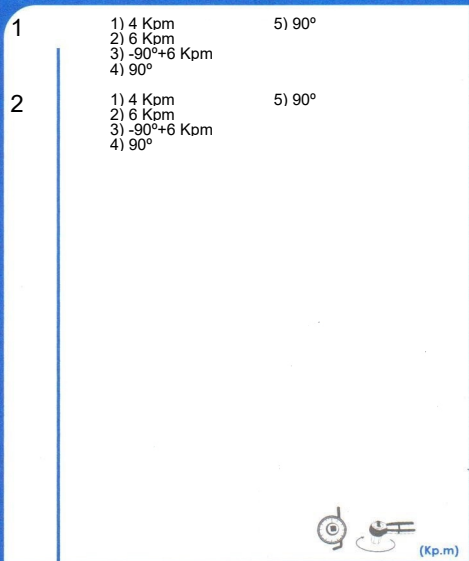 1
1) 4 Kpm
5) 90º
2) 6 Kpm
3) -90º+6 Kpm
4) 90º
2
1) 4 Kpm
5) 90º
2) 6 Kpm
3) -90º+6 Kpm
4) 90º
(Kp.m)